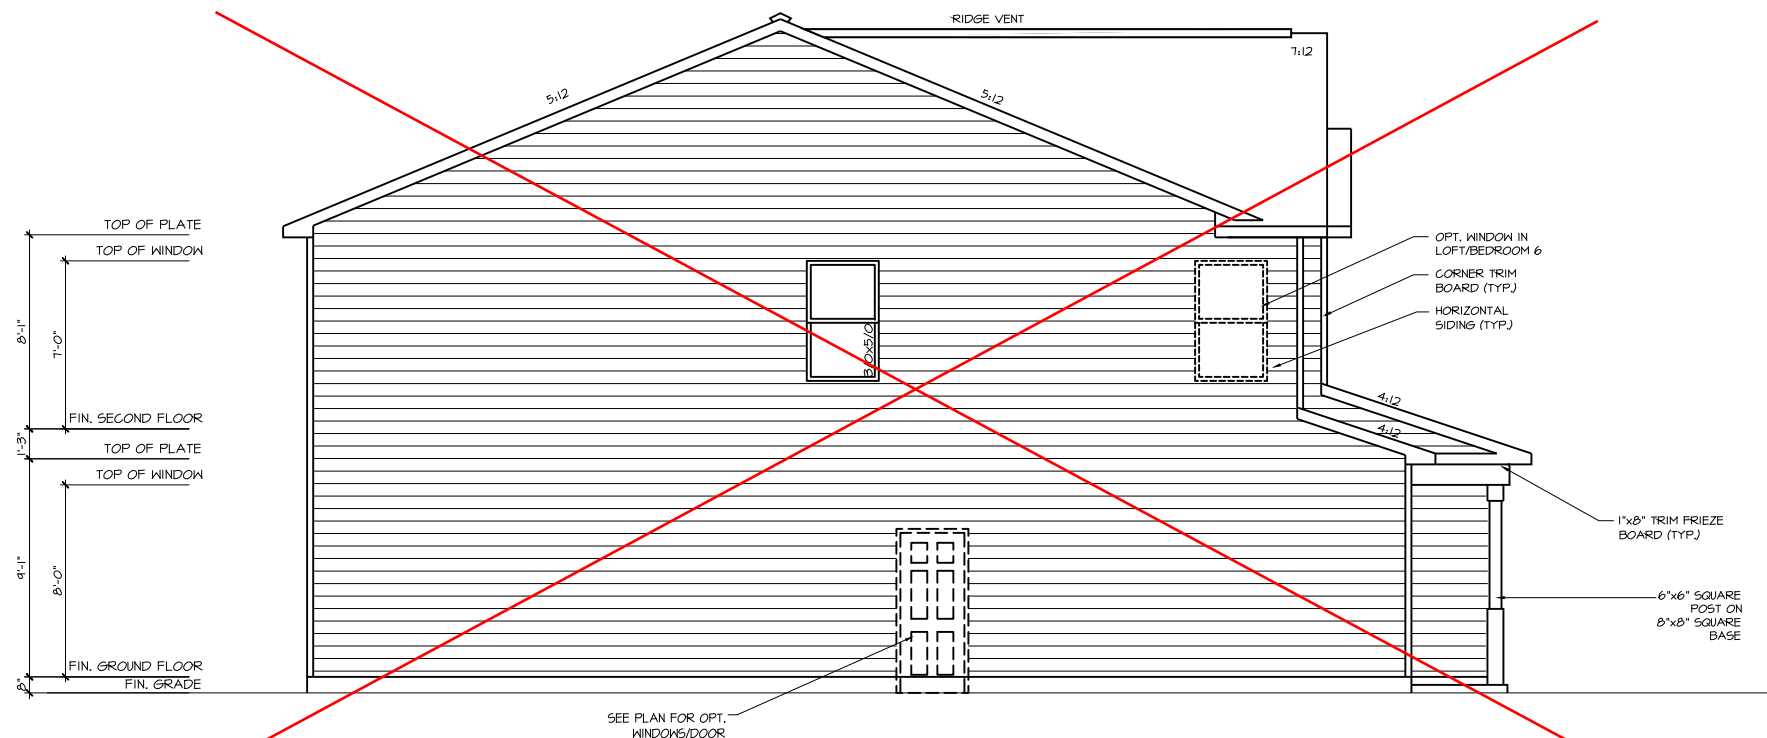 RIDGE VENT
7:12
5:12
5:12
TOP OF PLATE
TOP OF WINDOW
8'-1"
7'-0"
FIN. SECOND FLOOR
1'-3"
TOP OF PLATE
TOP OF WINDOW
9'-1"
8'-0"
FIN. GROUND FLOOR
FIN. GRADE
8"
3/0x5/0
OPT. WINDOW IN
LOFT/BEDROOM 6
CORNER TRIM
BOARD (TYP.)
HORIZONTAL
SIDING (TYP.)
4:12
4:12
1"x8" TRIM FRIEZE
BOARD (TYP.)
6"x6" SQUARE
POST ON
8"x8" SQUARE
BASE
SEE PLAN FOR OPT.
WINDOWS/DOOR